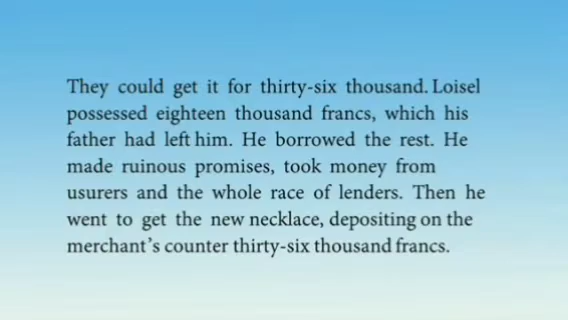 They could get it for thirty-six thousand. Loisel
possessed eighteen thousand francs, which his
father had left him. He borrowed the rest. He
made ruinous promises, took money from
usurers and the whole race of lenders. Then he
went to get the new necklace, depositing on the
merchant's counter thirty-six thousand francs.